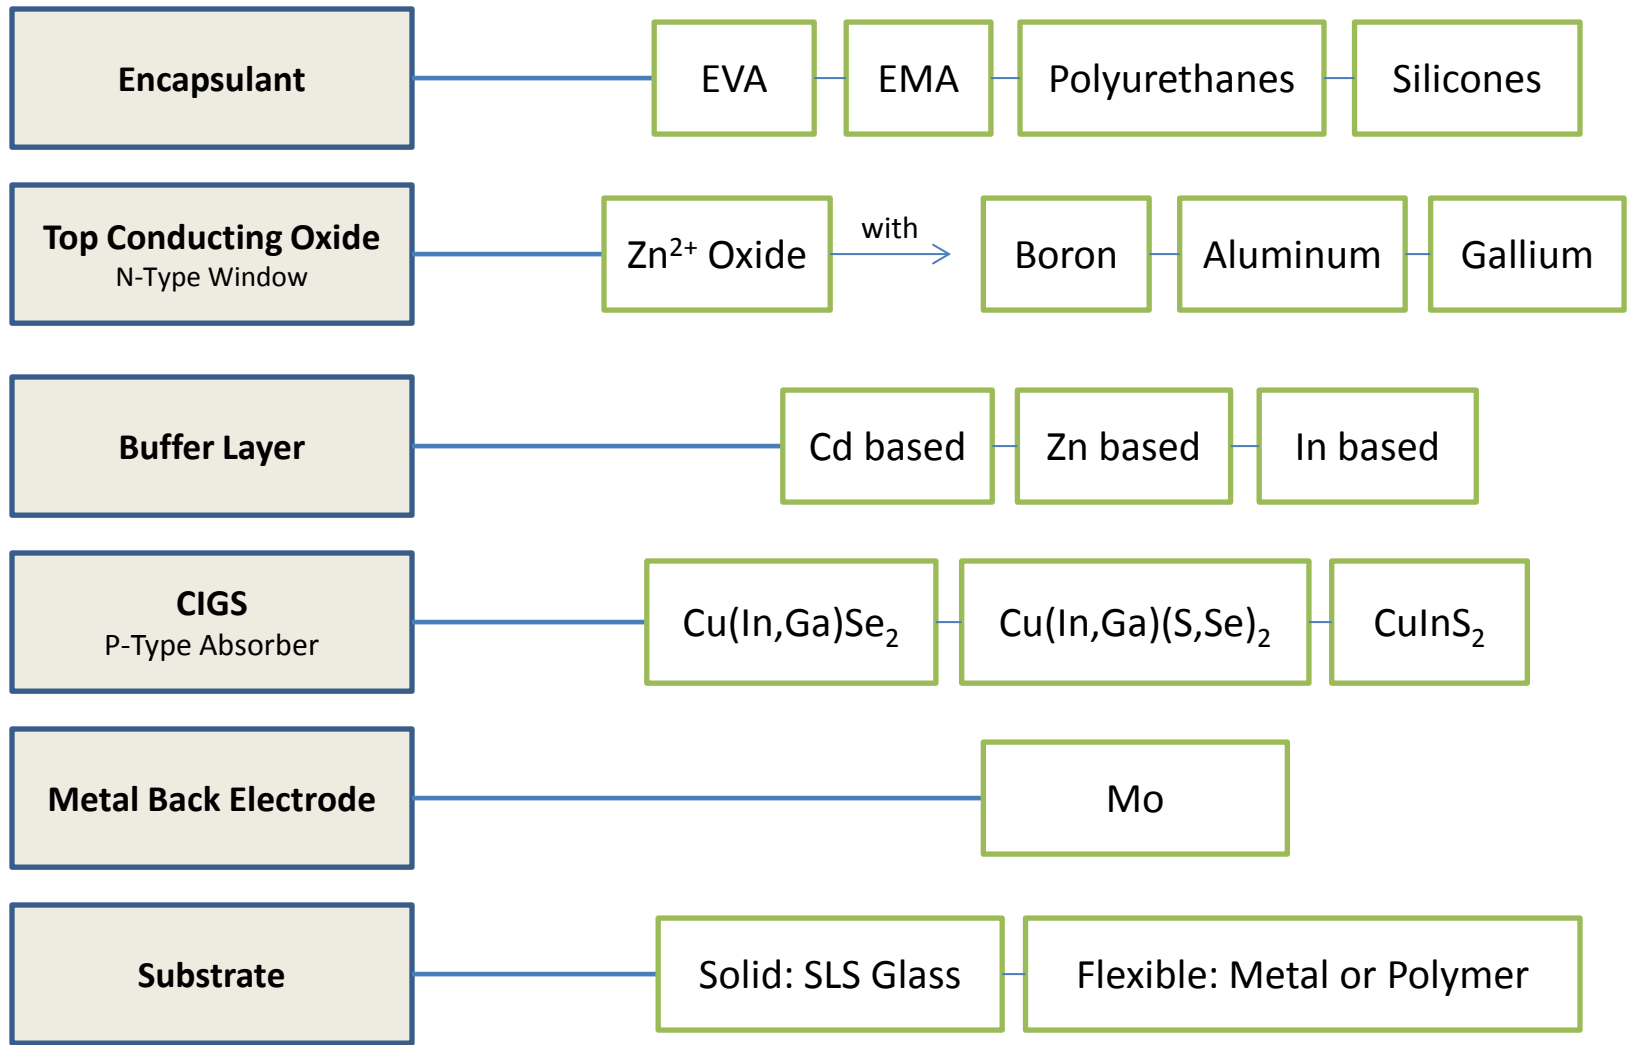 Encapsulant
EVA
EMA
Polyurethanes
Silicones
Top Conducting Oxide
N-Type Window
Zn²⁺ Oxide
with
Boron
Aluminum
Gallium
Buffer Layer
Cd based
Zn based
In based
CIGS
P-Type Absorber
Cu(In,Ga)Se₂
Cu(In,Ga)(S,Se)₂
CuInS₂
Metal Back Electrode
Mo
Substrate
Solid: SLS Glass
Flexible: Metal or Polymer